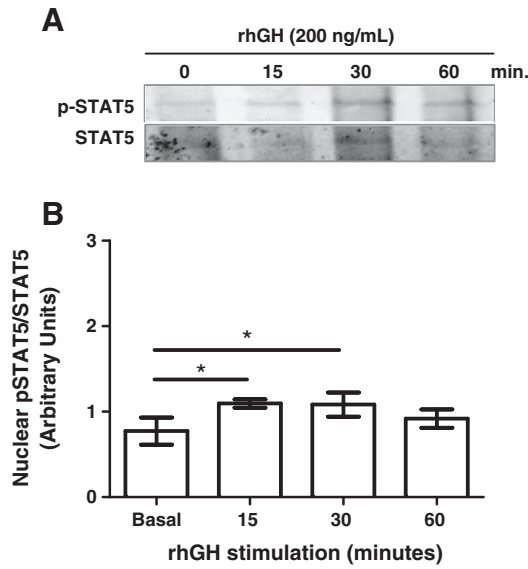 A
rhGH (200 ng/mL)
0 15 30 60 min.
p-STAT5
STAT5
B
Nuclear pSTAT5/STAT5
(Arbitrary Units)
3
2
1
0
*
*
Basal 15 30 60
rhGH stimulation (minutes)